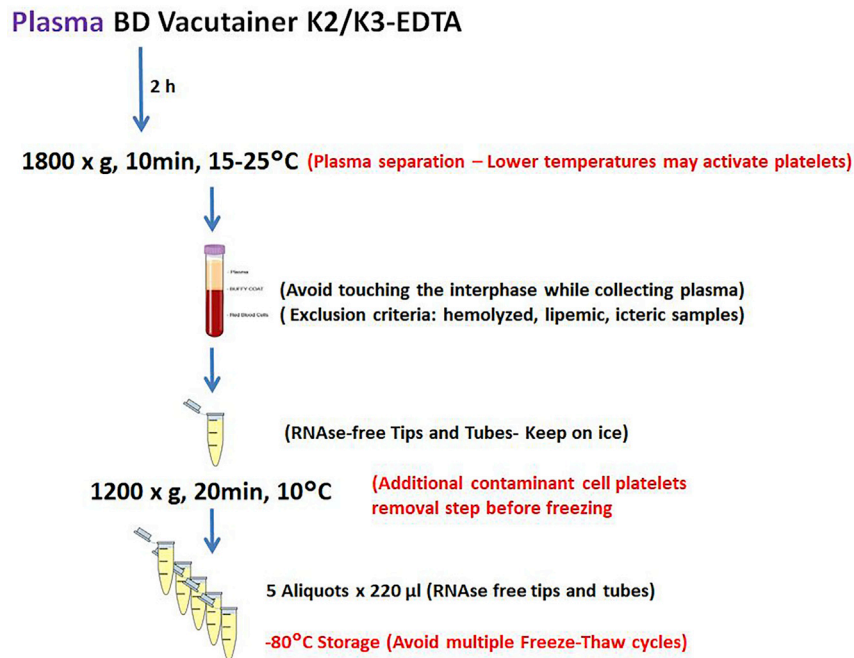 Plasma BD Vacutainer K2/K3-EDTA
2 h
1800 x g, 10min, 15-25°C (Plasma separation – Lower temperatures may activate platelets)
- Plasma
- BUFFY COAT
- Red Blood Cells
(Avoid touching the interphase while collecting plasma)
( Exclusion criteria: hemolyzed, lipemic, icteric samples)
(RNAse-free Tips and Tubes- Keep on ice)
1200 x g, 20min, 10°C
(Additional contaminant cell platelets
removal step before freezing
5 Aliquots x 220 µl (RNAse free tips and tubes)
-80°C Storage (Avoid multiple Freeze-Thaw cycles)